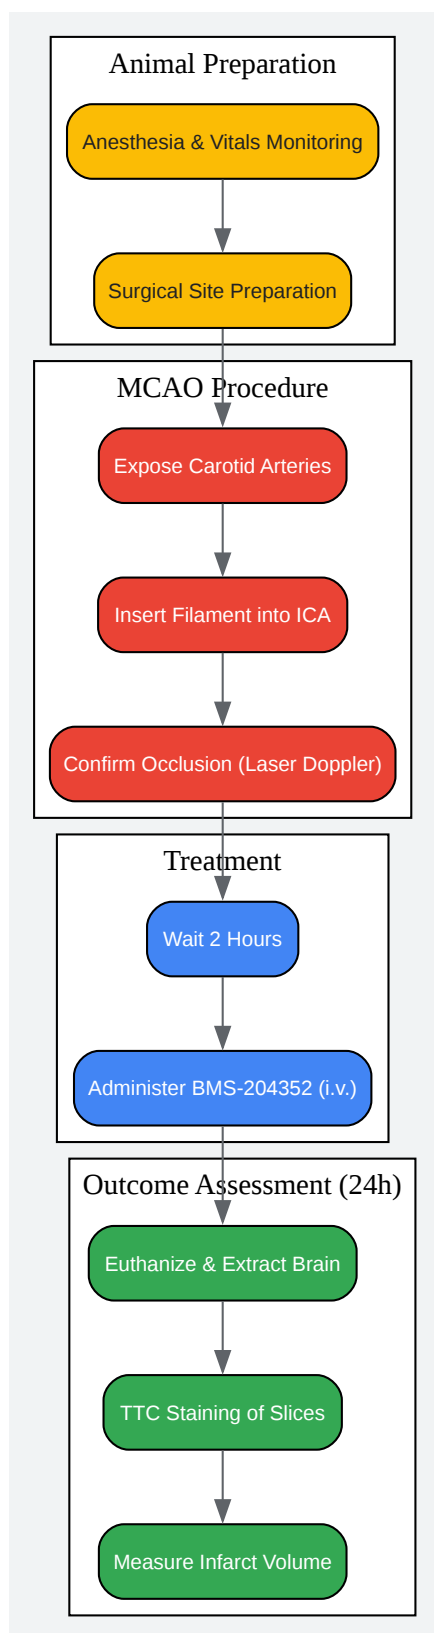 Animal Preparation
Anesthesia & Vitals Monitoring
Surgical Site Preparation
MCAO Procedure
Expose Carotid Arteries
Insert Filament into ICA
Confirm Occlusion (Laser Doppler)
Treatment
Wait 2 Hours
Administer BMS-204352 (i.v.)
Outcome Assessment (24h)
Euthanize & Extract Brain
TTC Staining of Slices
Measure Infarct Volume